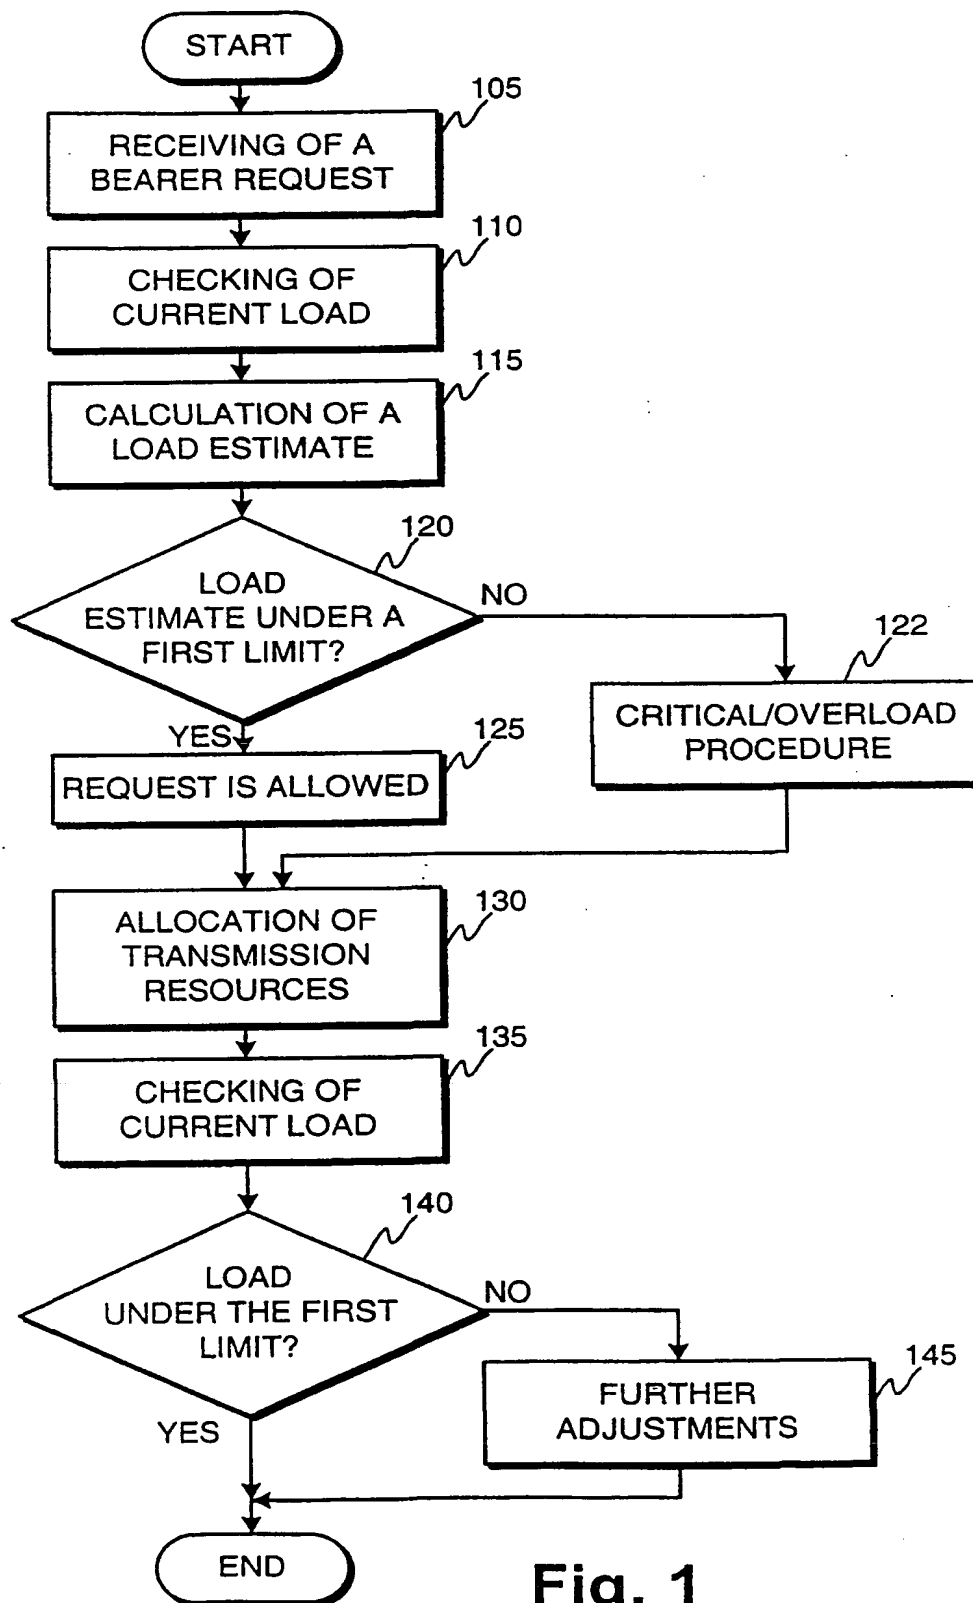 START
105
RECEIVING OF A
BEARER REQUEST
110
CHECKING OF
CURRENT LOAD
115
CALCULATION OF A
LOAD ESTIMATE
120
LOAD
ESTIMATE UNDER A
FIRST LIMIT?
NO
122
CRITICAL/OVERLOAD
PROCEDURE
YES
125
REQUEST IS ALLOWED
130
ALLOCATION OF
TRANSMISSION
RESOURCES
135
CHECKING OF
CURRENT LOAD
140
LOAD
UNDER THE FIRST
LIMIT?
NO
145
FURTHER
ADJUSTMENTS
YES
END
Fig. 1